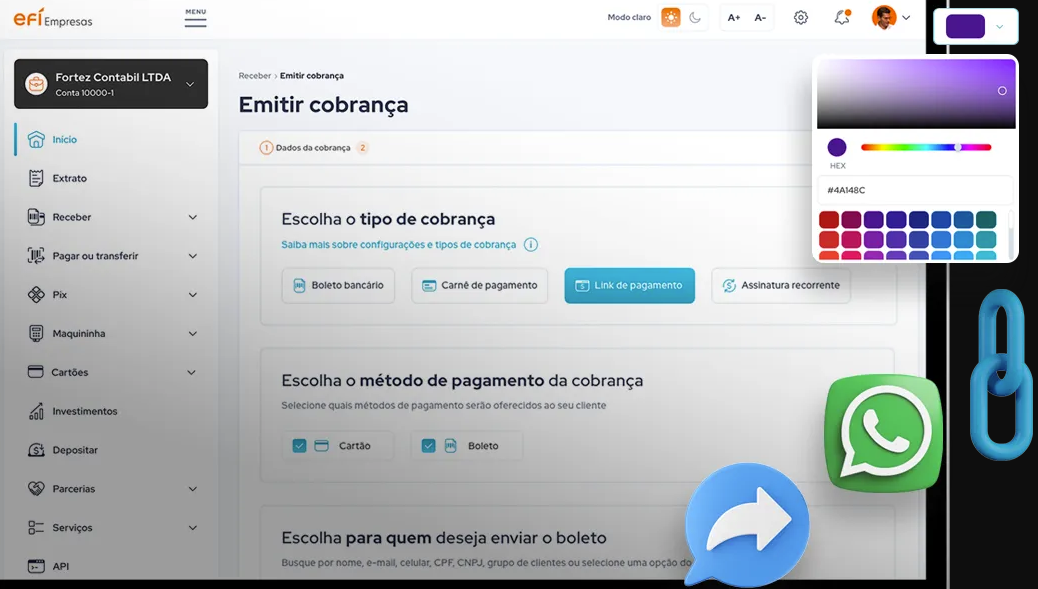 efí Empresas
MENU
Modo claro
A+ A-
Fortez Contabil LTDA
Conta 10000-1
Início
Extrato
Receber
Pagar ou transferir
Pix
Maquininha
Cartões
Investimentos
Depositar
Parcerias
Serviços
API
Receber › Emitir cobrança
Emitir cobrança
1 Dados da cobrança 2
Escolha o tipo de cobrança
Saiba mais sobre configurações e tipos de cobrança i
Boleto bancário
Carnê de pagamento
Link de pagamento
Assinatura recorrente
Escolha o método de pagamento da cobrança
Selecione quais métodos de pagamento serão oferecidos ao seu cliente
Cartão
Boleto
Escolha para quem deseja enviar o boleto
Busque por nome, e-mail, celular, CPF, CNPJ, grupo de clientes ou selecione uma opção do
HEX
#4A148C